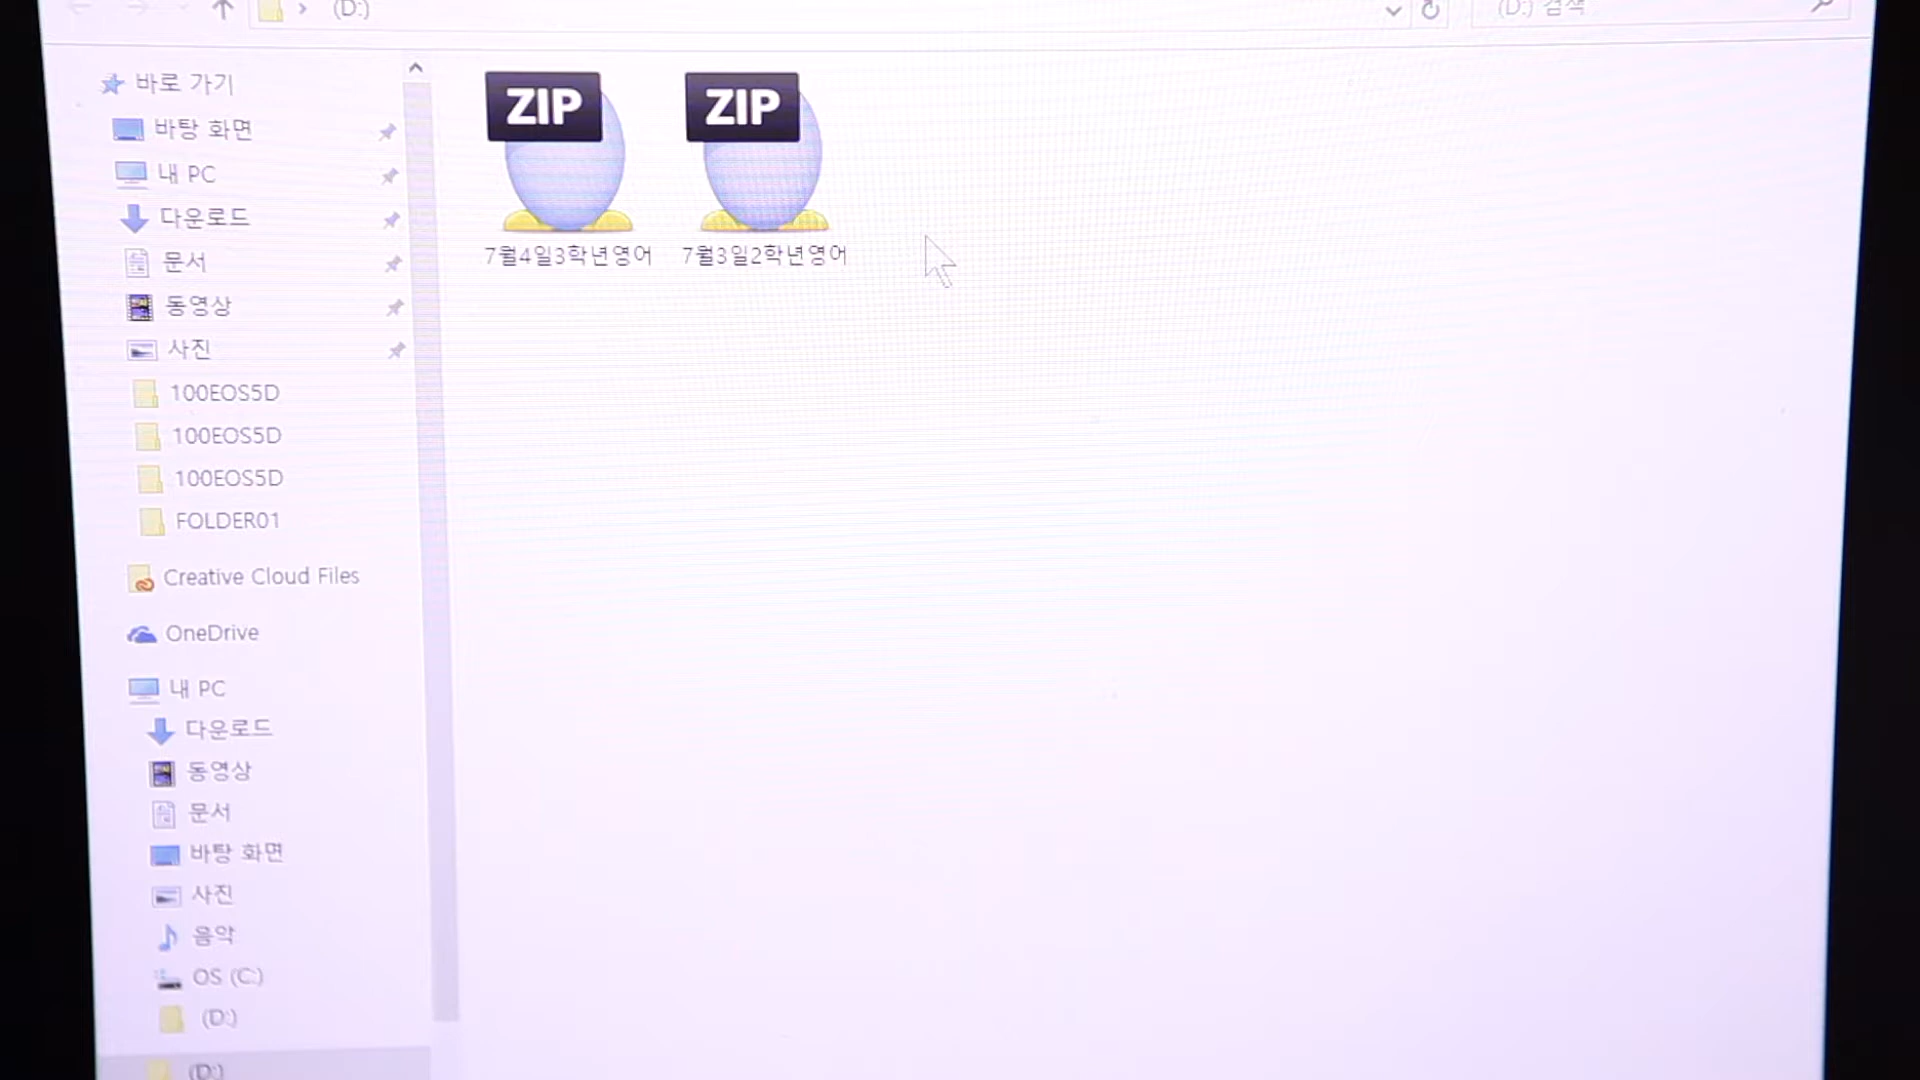 (D:)
(D:) 검색
바로 가기
바탕 화면
내 PC
다운로드
문서
동영상
사진
100EOS5D
100EOS5D
100EOS5D
FOLDER01
Creative Cloud Files
OneDrive
내 PC
다운로드
동영상
문서
바탕 화면
사진
음악
OS (C:)
(D:)
(D:)
ZIP
ZIP
7월4일3학년영어
7월3일2학년영어